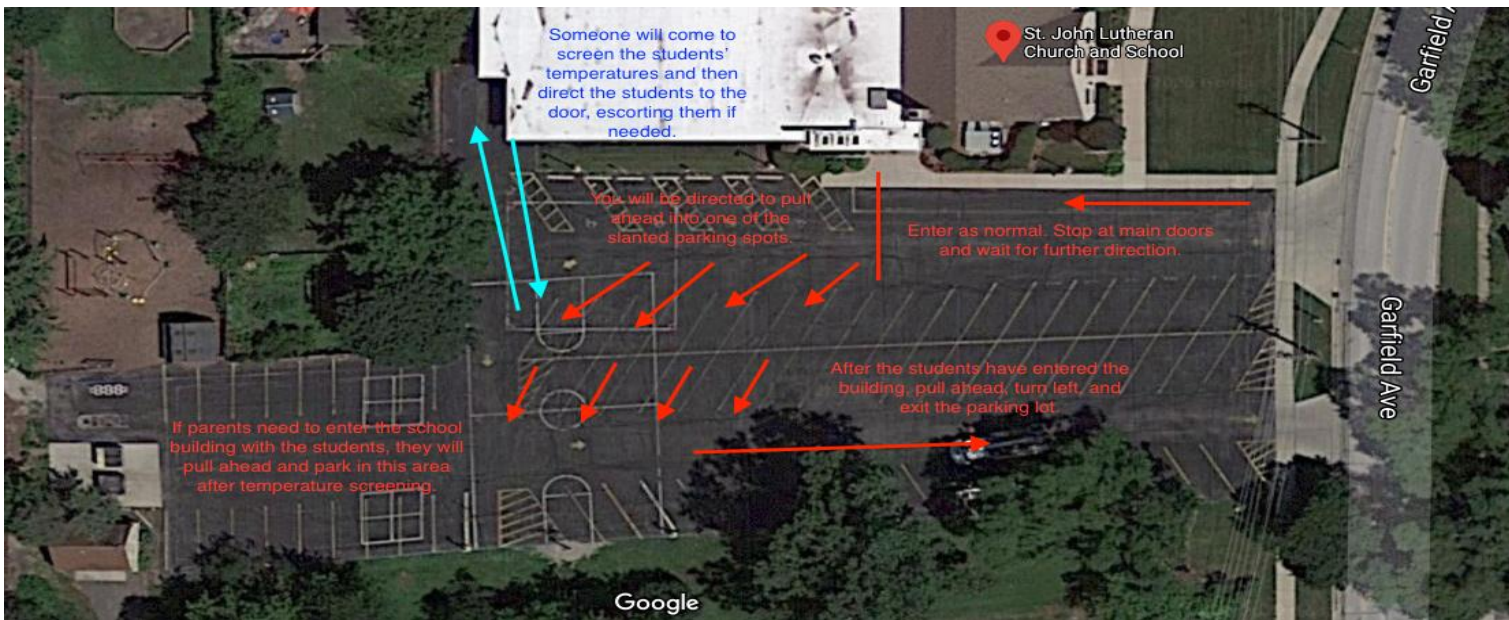 Someone will come to
screen the students'
temperatures and then
direct the students to the
door, escorting them if
needed.
St. John Lutheran
Church and School
Garfield A
You will be directed to pull
ahead into one of the
slanted parking spots.
Enter as normal. Stop at main doors
and wait for further direction.
Garfield Ave
After the students have entered the
building, pull ahead, turn left, and
exit the parking lot.
If parents need to enter the school
building with the students, they will
pull ahead and park in this area
after temperature screening.
Google